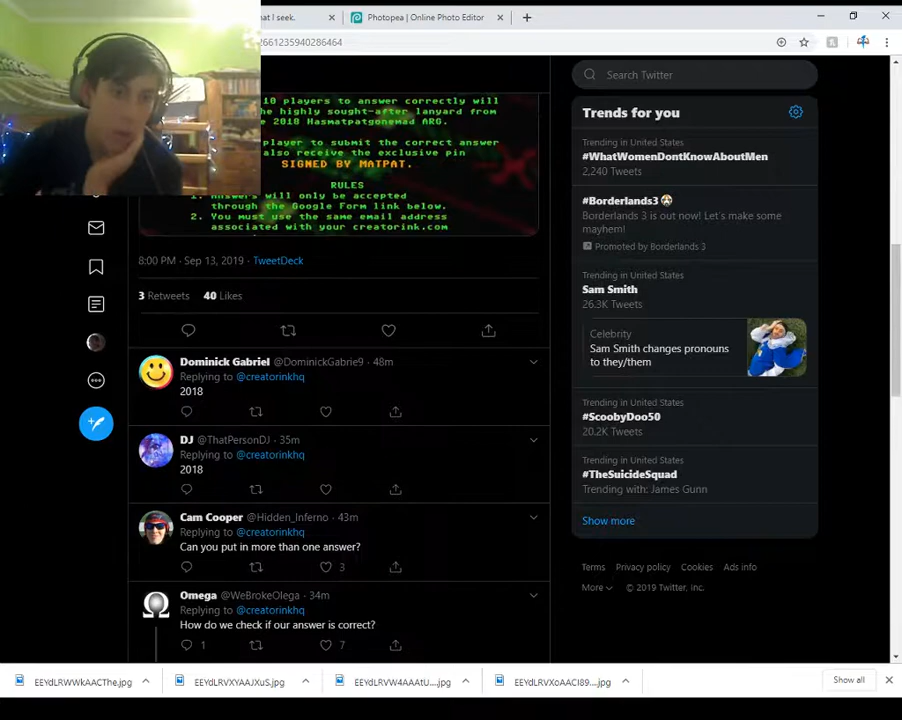 hat I seek.
Photopea | Online Photo Editor
2661235940286464
Search Twitter
10 players to answer correctly will
he highly sought-after lanyard from
he 2018 Hasmatpatgonemad ARG.
player to submit the correct answer
also receive the exclusive pin
SIGNED BY MATPAT.
RULES
1. Answers will only be accepted
through the Google Form link below.
2. You must use the same email address
associated with your creatorink.com
8:00 PM · Sep 13, 2019 · TweetDeck
3 Retweets 40 Likes
Dominick Gabriel @DominickGabrie9 · 48m
Replying to @creatorinkhq
2018
DJ @ThatPersonDJ · 35m
Replying to @creatorinkhq
2018
Cam Cooper @Hidden_Inferno · 43m
Replying to @creatorinkhq
Can you put in more than one answer?
3
Omega @WeBrokeOlega · 34m
Replying to @creatorinkhq
How do we check if our answer is correct?
1 7
Trends for you
Trending in United States
#WhatWomenDontKnowAboutMen
2,240 Tweets
#Borderlands3
Borderlands 3 is out now! Let's make some
mayhem!
Promoted by Borderlands 3
Trending in United States
Sam Smith
26.3K Tweets
Celebrity
Sam Smith changes pronouns
to they/them
Trending in United States
#ScoobyDoo50
20.2K Tweets
Trending in United States
#TheSuicideSquad
Trending with: James Gunn
Show more
Terms Privacy policy Cookies Ads info
More © 2019 Twitter, Inc.
EEYdLRWWkAACThe.jpg
EEYdLRVXYAAJXuS.jpg
EEYdLRVW4AAAtU....jpg
EEYdLRVXoAACI89....jpg
Show all